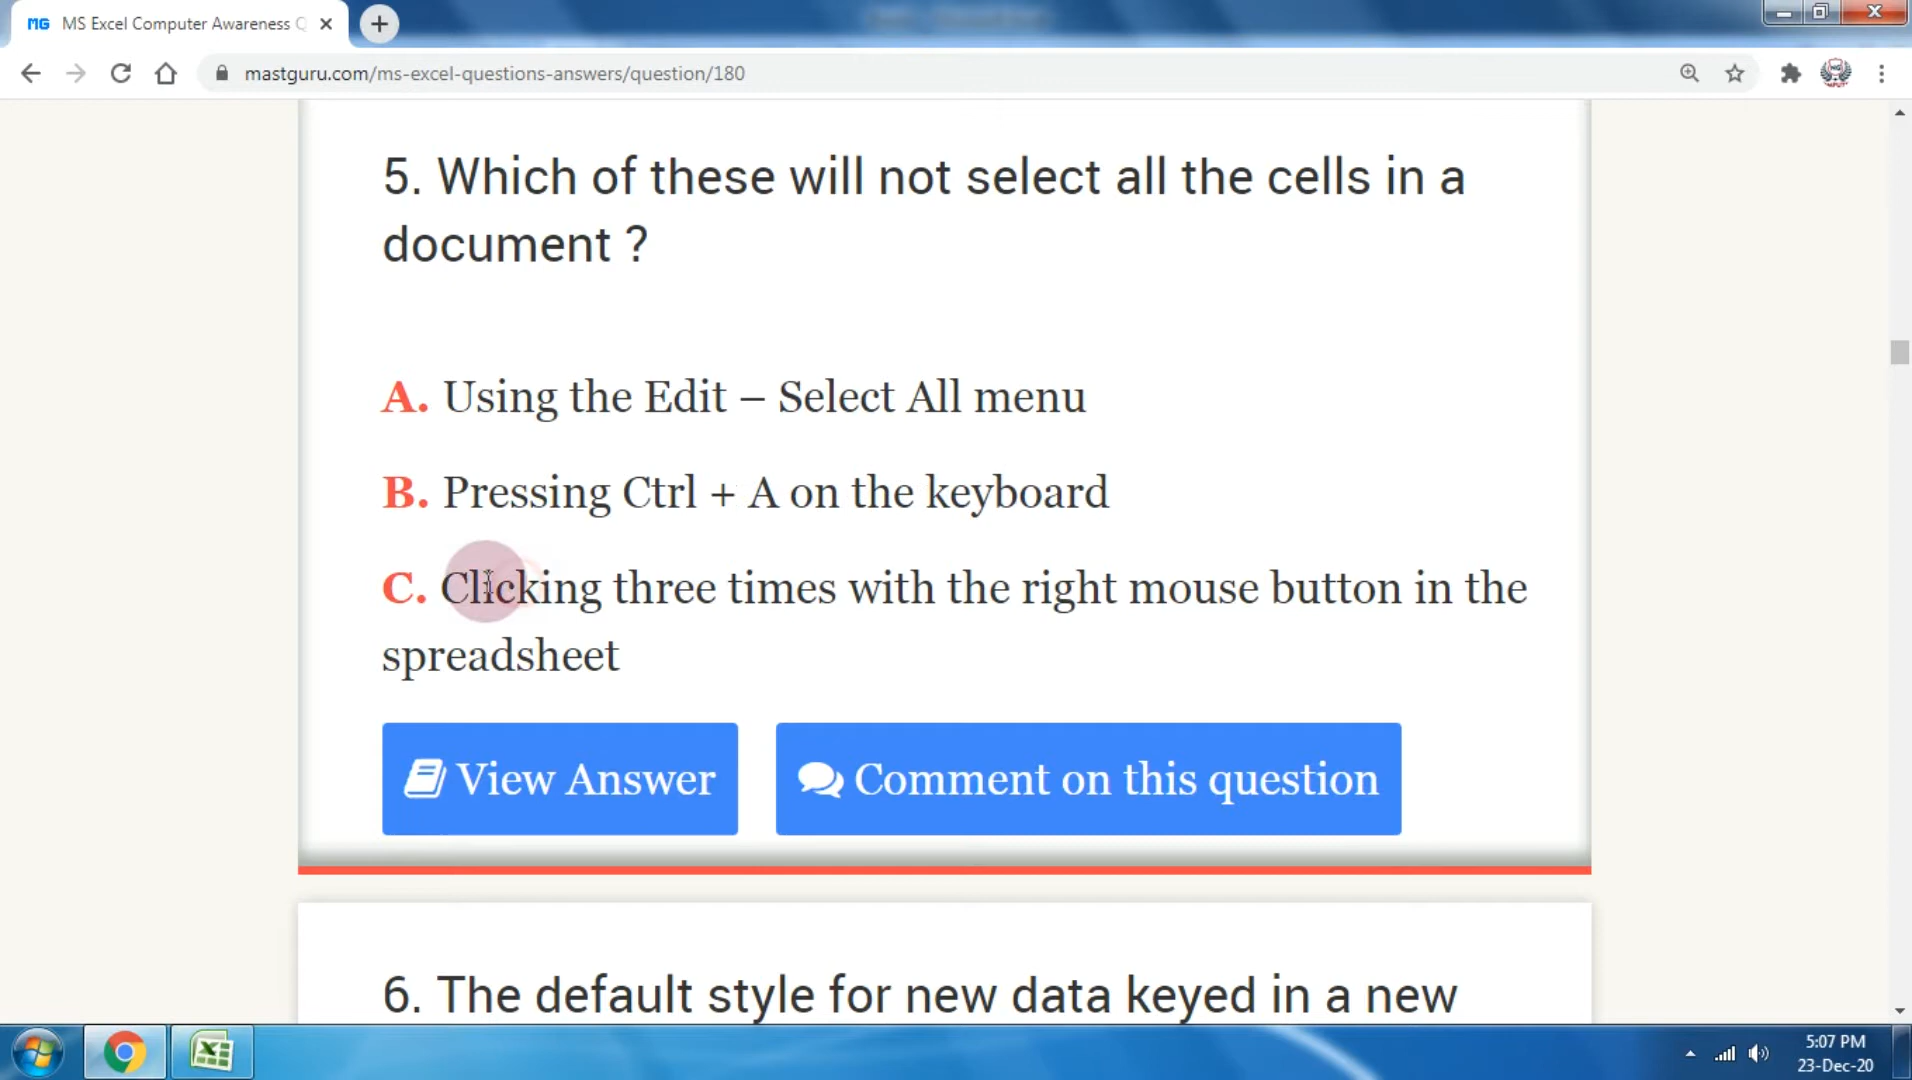 MG MS Excel Computer Awareness Q
mastguru.com/ms-excel-questions-answers/question/180
5. Which of these will not select all the cells in a
document ?
A. Using the Edit – Select All menu
B. Pressing Ctrl + A on the keyboard
C. Clicking three times with the right mouse button in the
spreadsheet
View Answer
Comment on this question
6. The default style for new data keyed in a new
5:07 PM
23-Dec-20